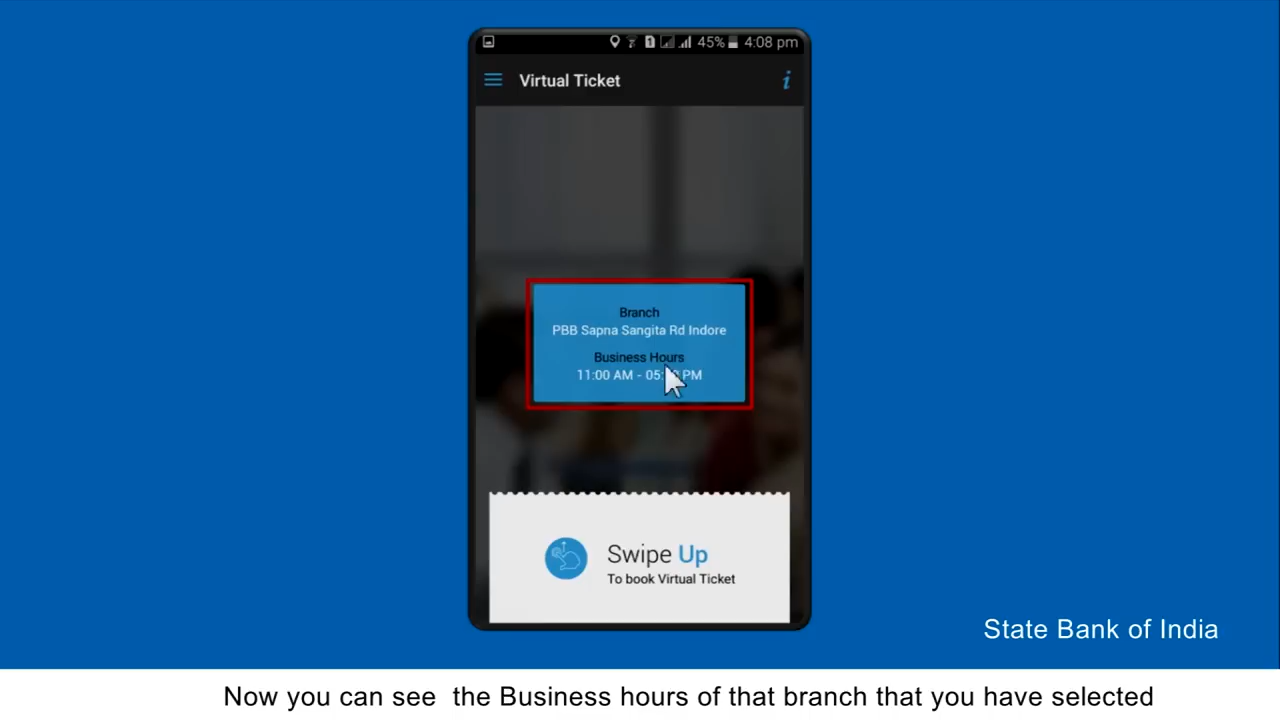 45% 4:08 pm
Virtual Ticket
i
Branch
PBB Sapna Sangita Rd Indore
Business Hours
11:00 AM - 05: PM
Swipe Up
To book Virtual Ticket
State Bank of India
Now you can see the Business hours of that branch that you have selected